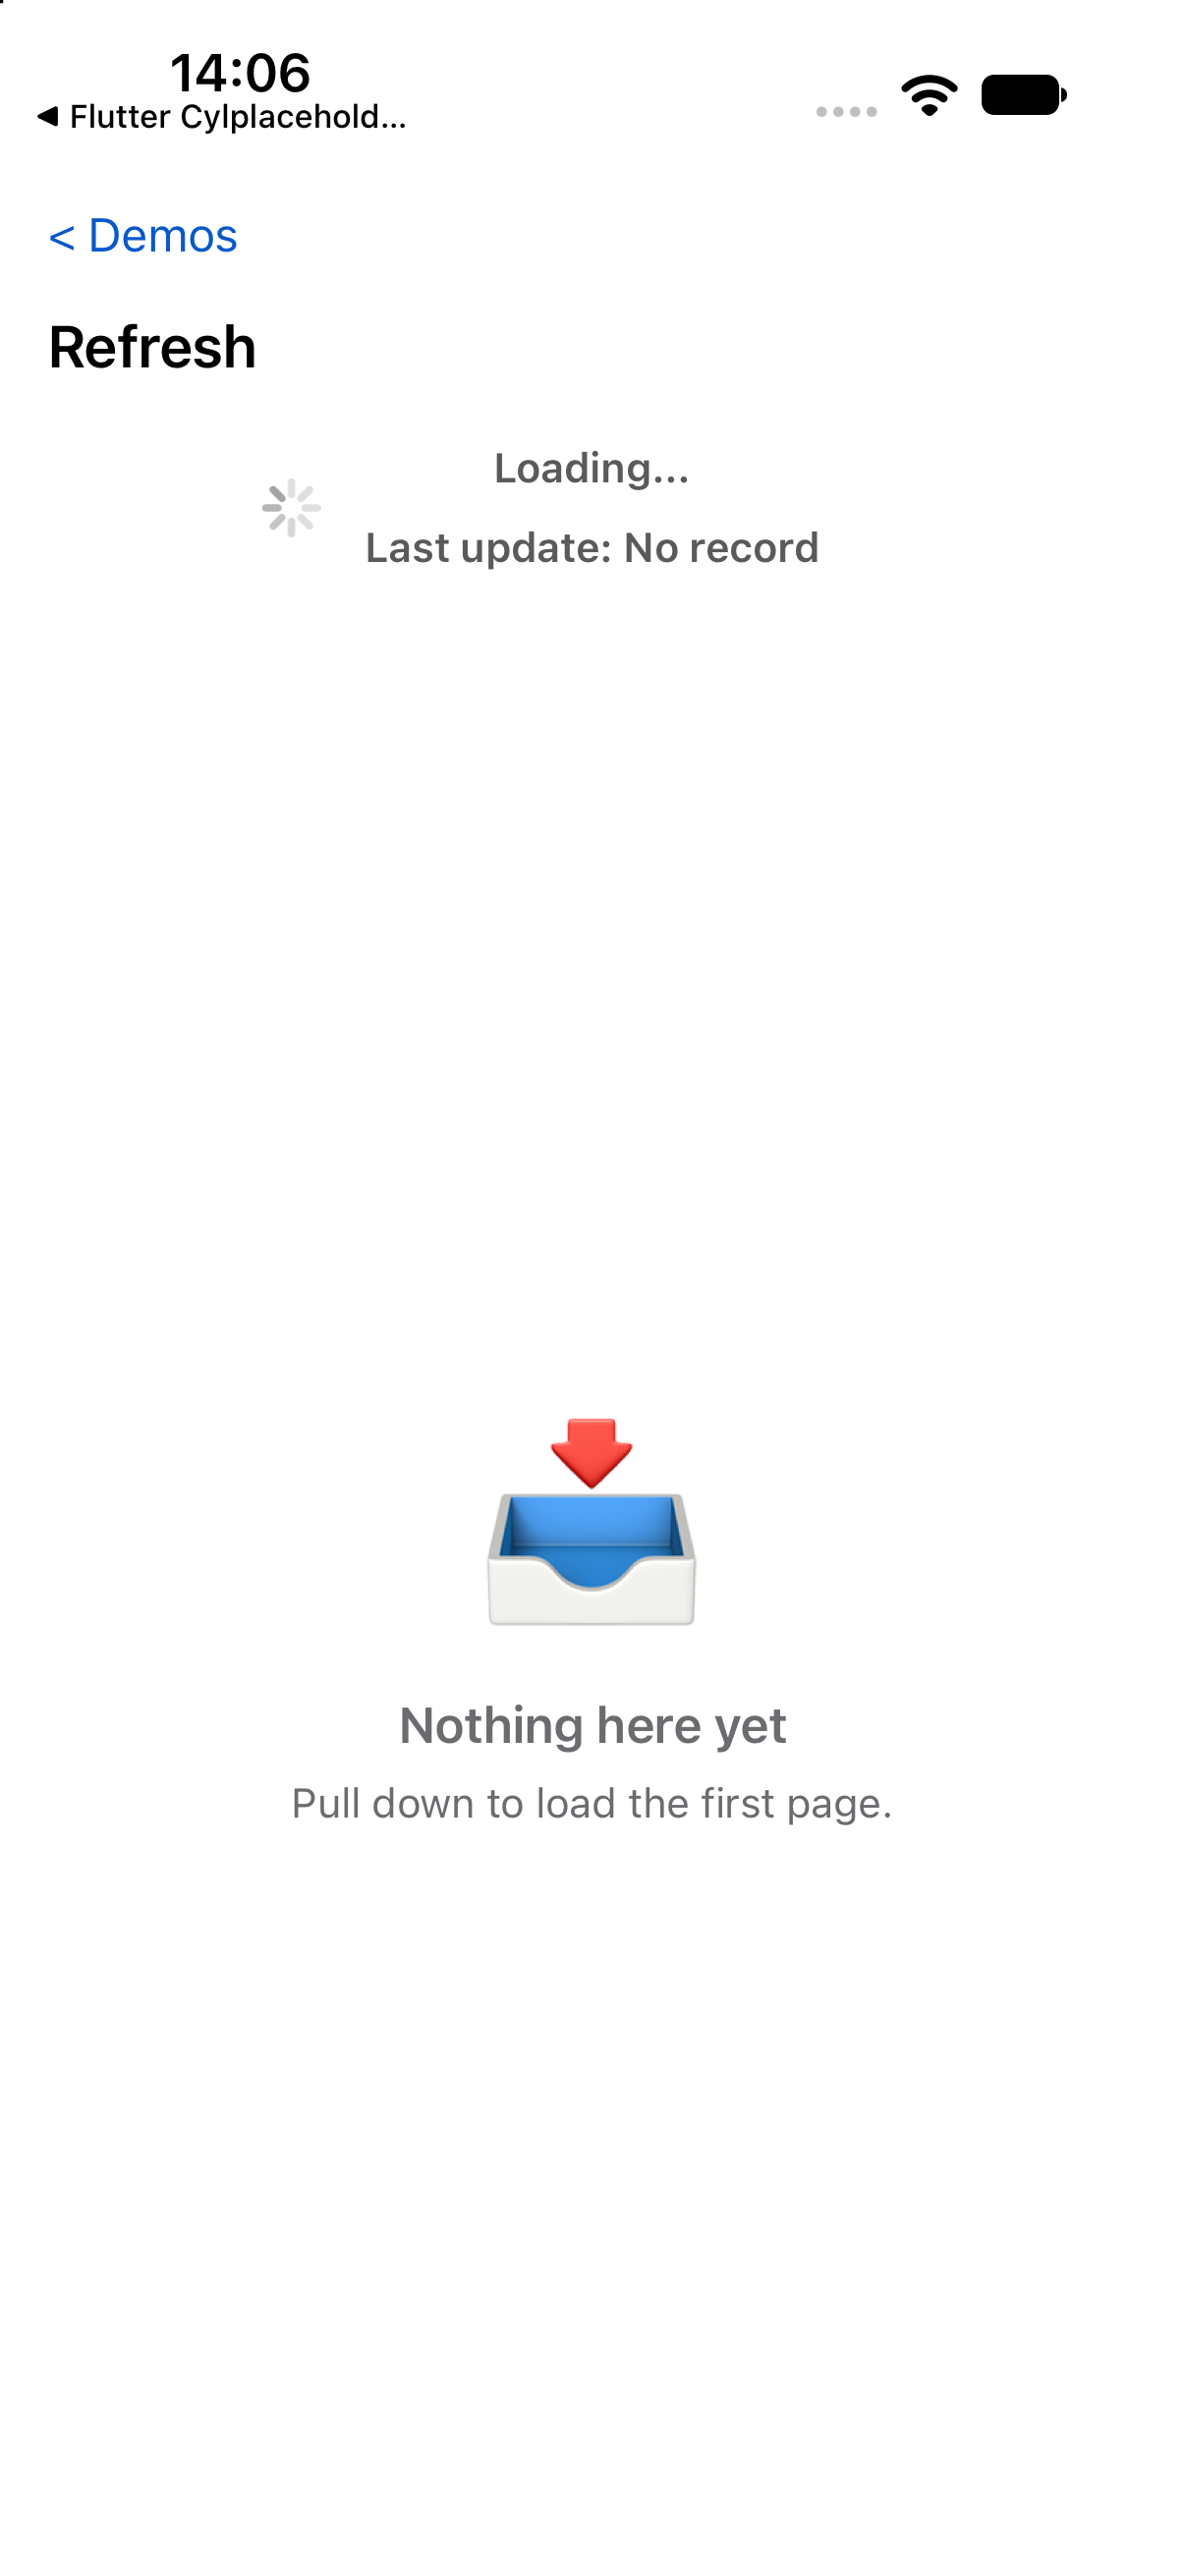 14:06
◀ Flutter Cylplacehold...
< Demos
Refresh
Loading...
Last update: No record
Nothing here yet
Pull down to load the first page.